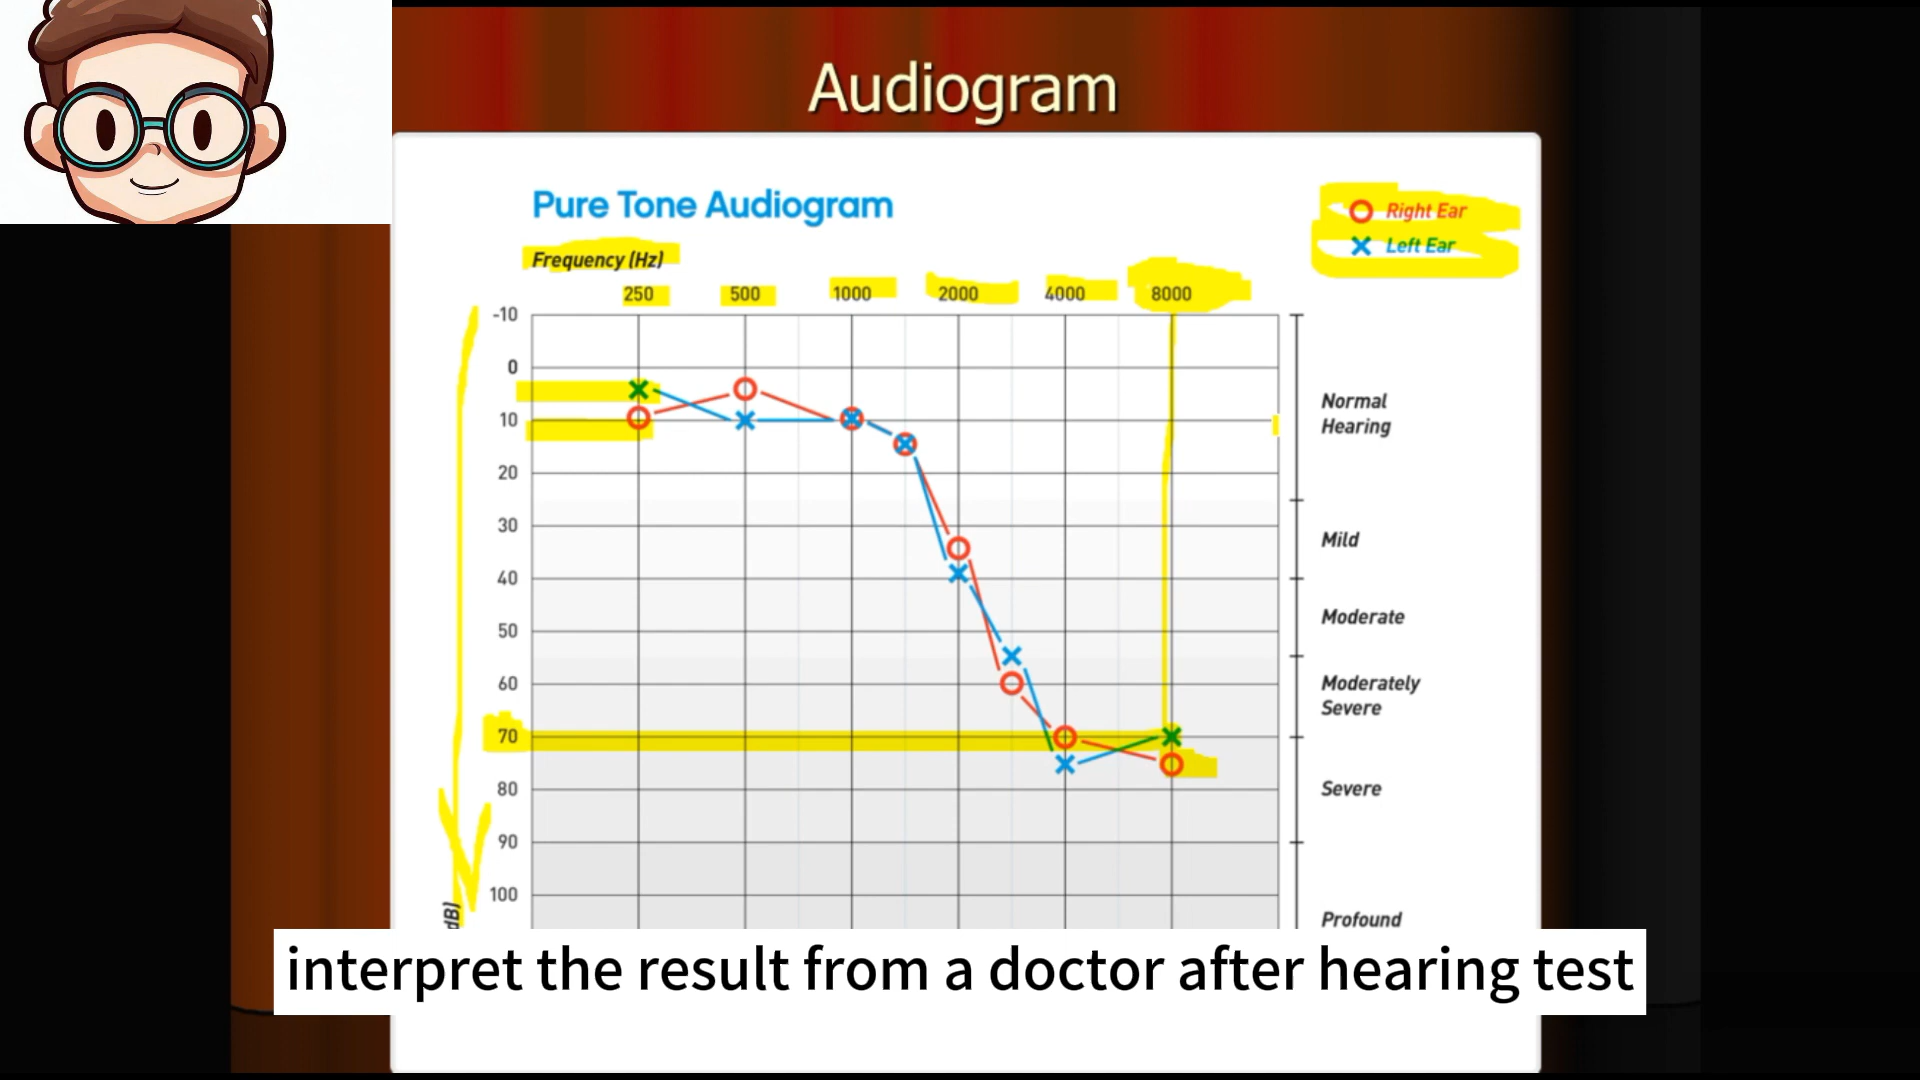 Audiogram
Pure Tone Audiogram
Right Ear
Left Ear
Frequency (Hz)
250 500 1000 2000 4000 8000
-10
0
10
20
30
40
50
60
70
80
90
100
Normal
Hearing
Mild
Moderate
Moderately
Severe
Severe
Profound
dB)
interpret the result from a doctor after hearing test